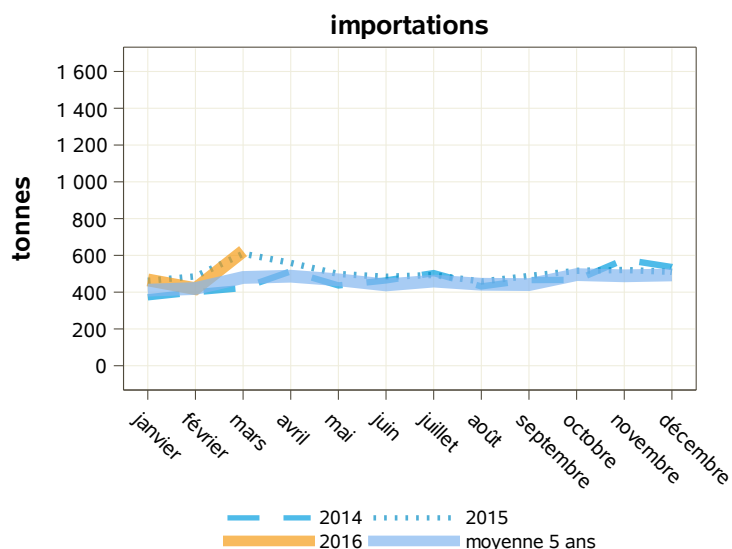 importations
tonnes
1 600
1 400
1 200
1 000
800
600
400
200
0
janvier
février
mars
avril
mai
juin
juillet
août
septembre
octobre
novembre
décembre
2014
2015
2016
moyenne 5 ans